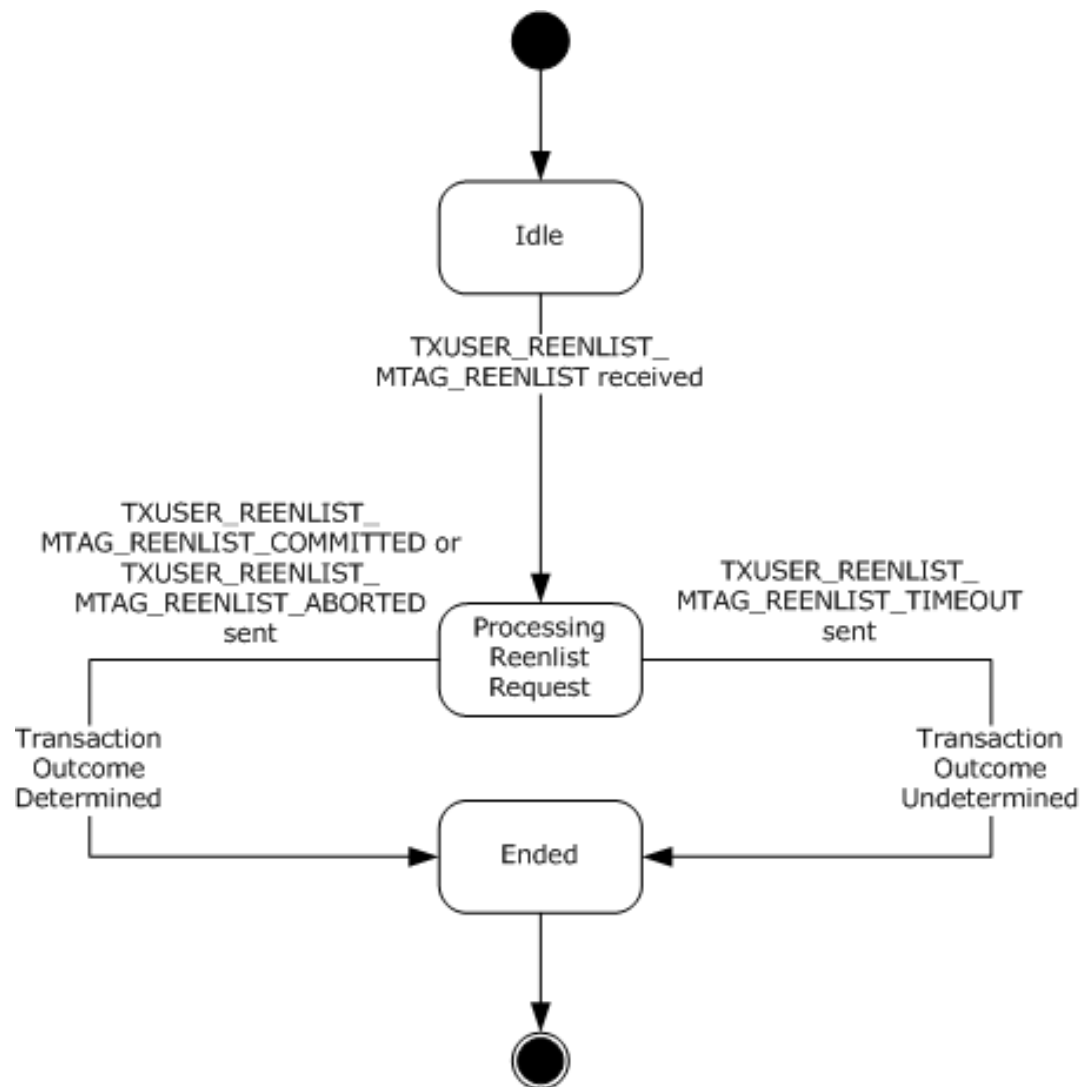 Idle
TXUSER_REENLIST_
MTAG_REENLIST received
TXUSER_REENLIST_
MTAG_REENLIST_COMMITTED or
TXUSER_REENLIST_
MTAG_REENLIST_ABORTED
sent
TXUSER_REENLIST_
MTAG_REENLIST_TIMEOUT
sent
Processing
Reenlist
Request
Transaction
Outcome
Determined
Transaction
Outcome
Undetermined
Ended